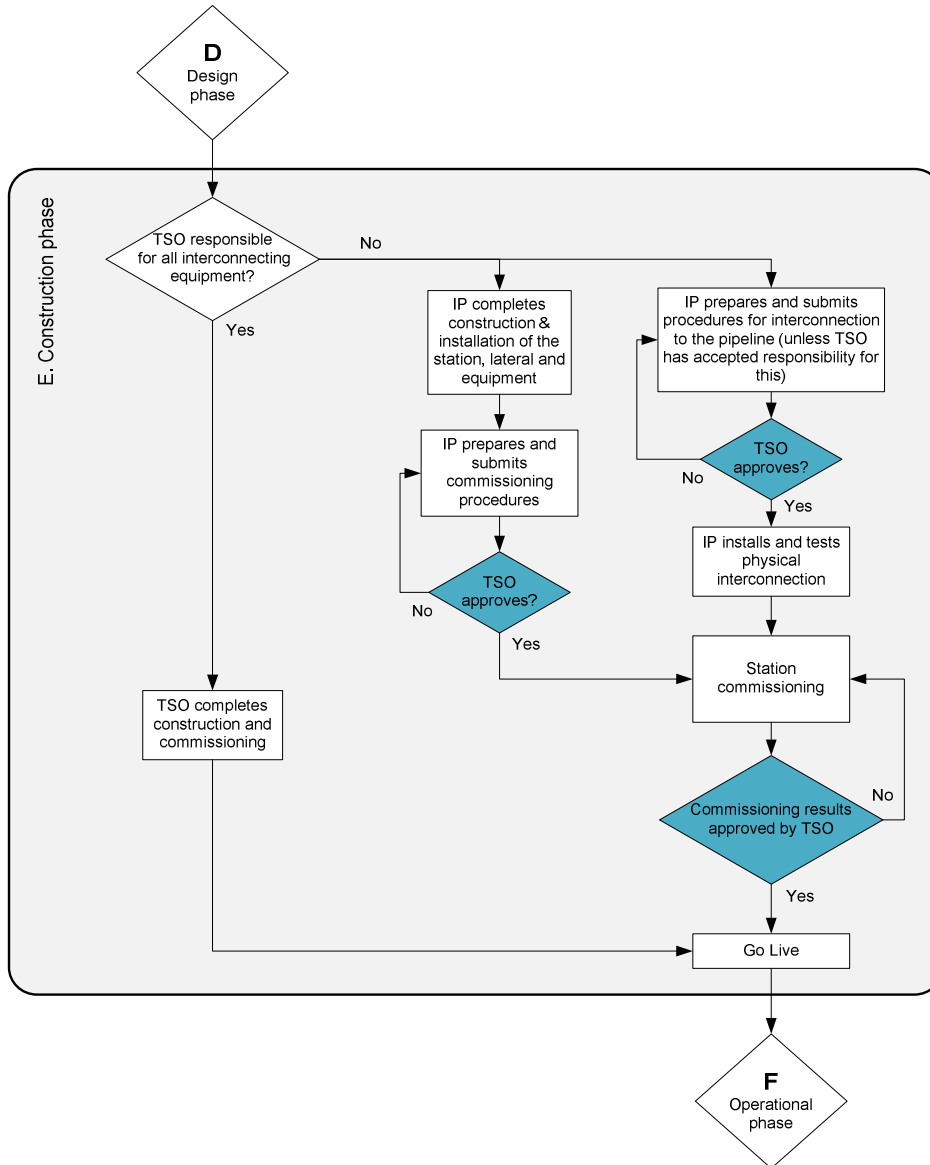 D
Design
phase
E. Construction phase
TSO responsible
for all interconnecting
equipment?
No
Yes
IP completes
construction &
installation of the
station, lateral and
equipment
IP prepares and submits
procedures for interconnection
to the pipeline (unless TSO
has accepted responsibility for
this)
IP prepares and
submits
commissioning
procedures
TSO
approves?
No
Yes
TSO
approves?
No
Yes
IP installs and tests
physical
interconnection
Station
commissioning
TSO completes
construction and
commissioning
Commissioning results
approved by TSO
No
Yes
Go Live
F
Operational
phase